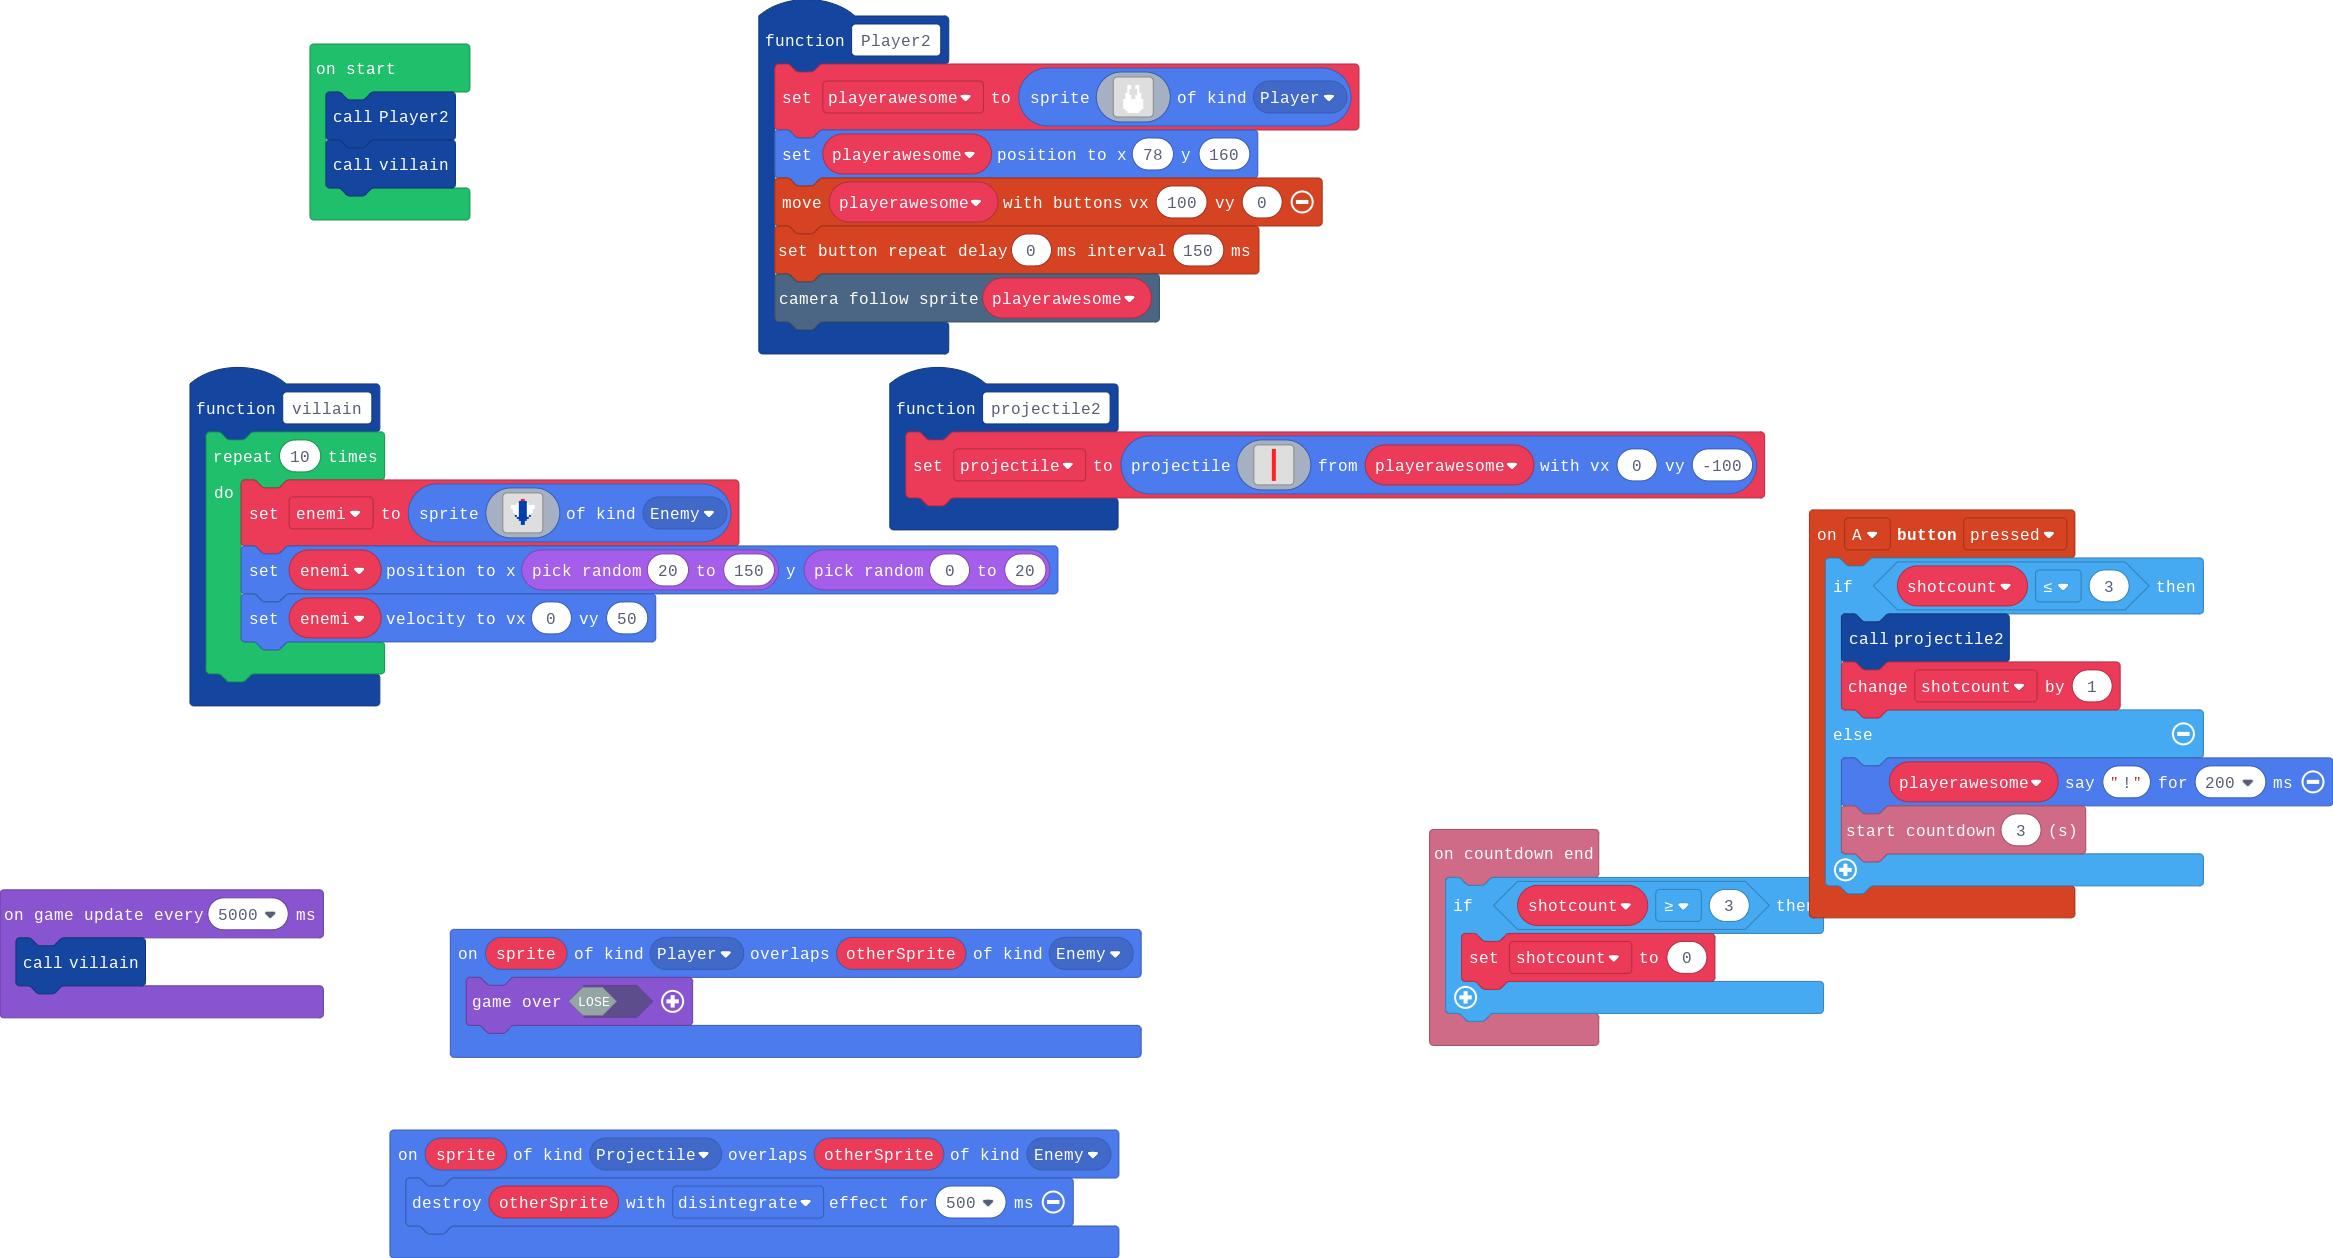 on start
call Player2
call villain
function Player2
set playerawesome to sprite of kind Player
set playerawesome position to x 78 y 160
move playerawesome with buttons vx 100 vy 0
set button repeat delay 0 ms interval 150 ms
camera follow sprite playerawesome
function villain
repeat 10 times
do
set enemi to sprite of kind Enemy
set enemi position to x pick random 20 to 150 y pick random 0 to 20
set enemi velocity to vx 0 vy 50
function projectile2
set projectile to projectile from playerawesome with vx 0 vy -100
on A button pressed
if shotcount ≤ 3 then
call projectile2
change shotcount by 1
else
playerawesome say "!" for 200 ms
start countdown 3 (s)
on countdown end
if shotcount ≥ 3 then
set shotcount to 0
on game update every 5000 ms
call villain
on sprite of kind Player overlaps otherSprite of kind Enemy
game over LOSE
on sprite of kind Projectile overlaps otherSprite of kind Enemy
destroy otherSprite with disintegrate effect for 500 ms